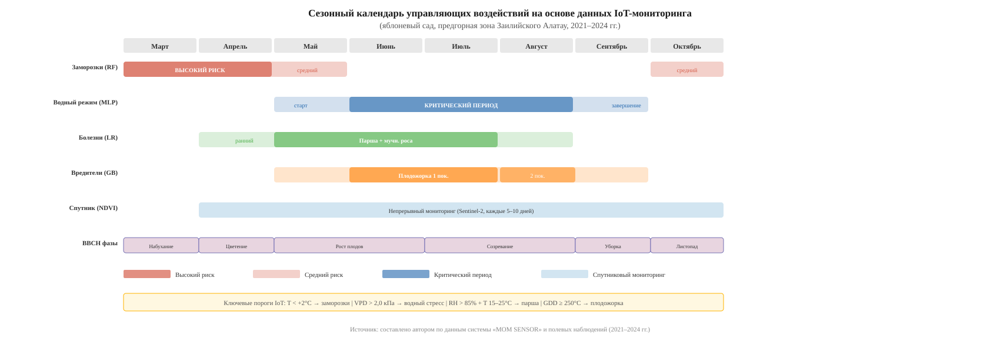 Сезонный календарь управляющих воздействий на основе данных IoT-мониторинга
(яблоневый сад, предгорная зона Заилийского Алатау, 2021–2024 гг.)
Март Апрель Май Июнь Июль Август Сентябрь Октябрь
Заморозки (RF) ВЫСОКИЙ РИСК средний средний
Водный режим (MLP) старт КРИТИЧЕСКИЙ ПЕРИОД завершение
Болезни (LR) ранний Парша + мучн. роса
Вредители (GB) Плодожорка 1 пок. 2 пок.
Спутник (NDVI) Непрерывный мониторинг (Sentinel-2, каждые 5–10 дней)
BBCH фазы Набухание Цветение Рост плодов Созревание Уборка Листопад
Высокий риск Средний риск Критический период Спутниковый мониторинг
Ключевые пороги IoT: T < +2°C → заморозки | VPD > 2,0 кПа → водный стресс | RH > 85% + T 15–25°C → парша | GDD ≥ 250°C → плодожорка
Источник: составлено автором по данным системы «MOM SENSOR» и полевых наблюдений (2021–2024 гг.)